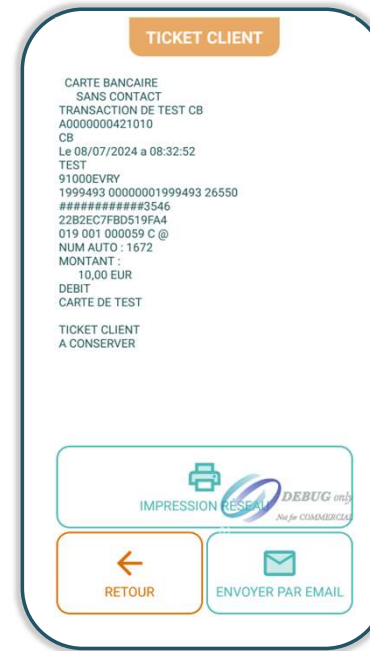 TICKET CLIENT
CARTE BANCAIRE
SANS CONTACT
TRANSACTION DE TEST CB
A0000000421010
CB
Le 08/07/2024 a 08:32:52
TEST
91000EVRY
1999493 00000001999493 26550
############3546
22B2EC7FBD519FA4
019 001 000059 C @
NUM AUTO : 1672
MONTANT :
10,00 EUR
DEBIT
CARTE DE TEST
TICKET CLIENT
A CONSERVER
IMPRESSION RÉSEAU
DEBUG only
Not for COMMERCIAL
RETOUR
ENVOYER PAR EMAIL